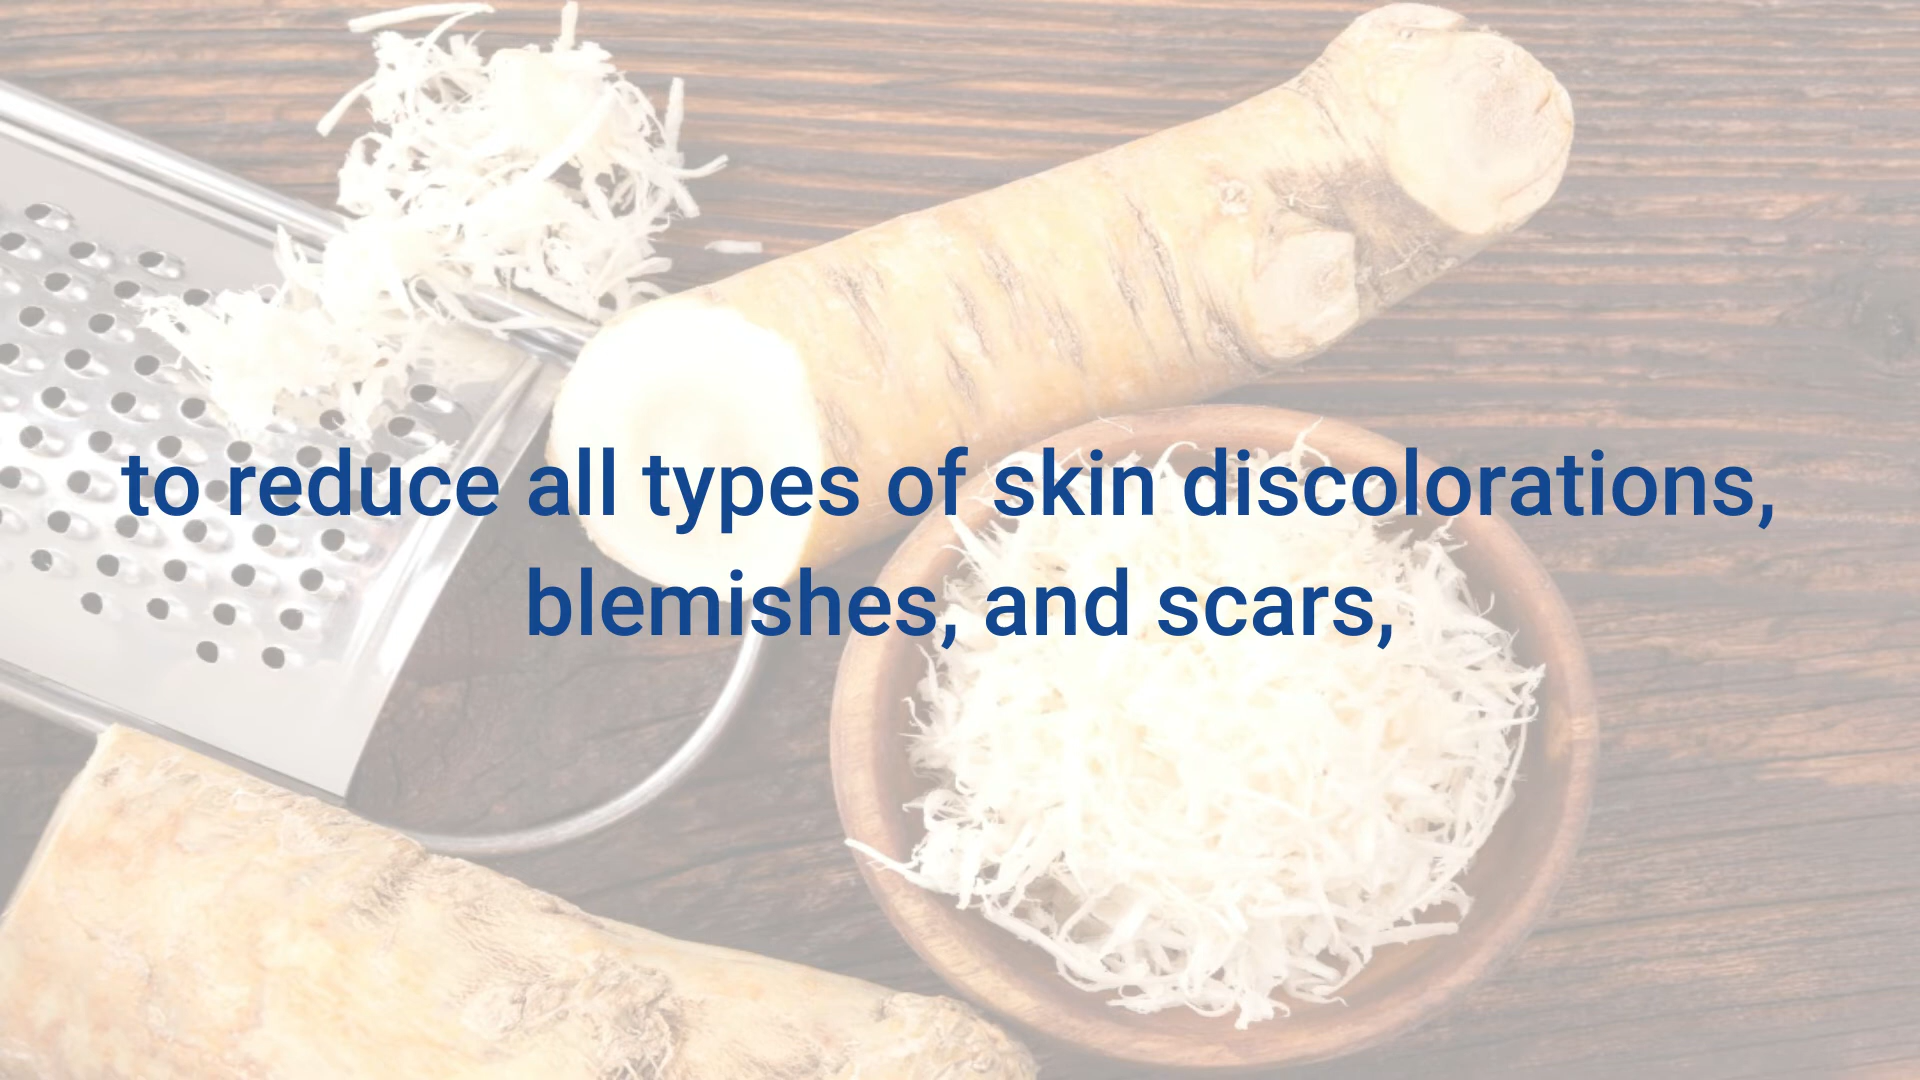 to reduce all types of skin discolorations,
blemishes, and scars,